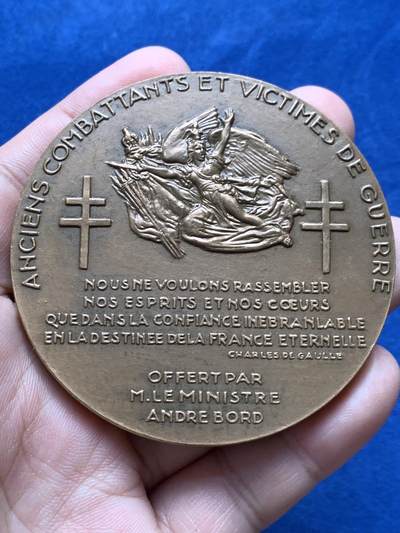 ANCIENS COMBATTANTS ET VICTIMES DE GUERRE
NOUS NE VOULONS RASSEMBLER
NOS ESPRITS ET NOS CŒURS
QUE DANS LA CONFIANCE INEBRANLABLE
EN LA DESTINEE DE LA FRANCE ETERNELLE
CHARLES DE GAULLE
OFFERT PAR
M. LE MINISTRE
ANDRE BORD